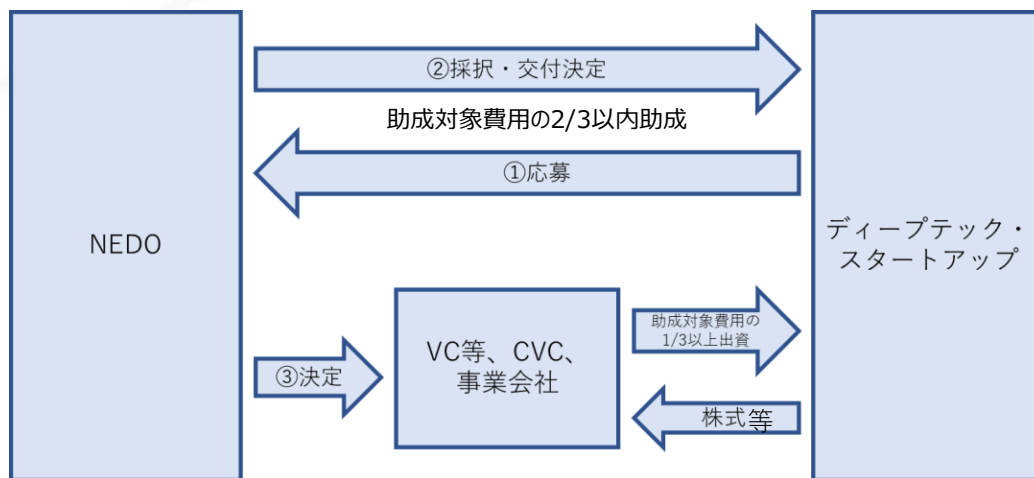 ②採択・交付決定
助成対象費用の2/3以内助成
①応募
NEDO
ディープテック・
スタートアップ
VC等、CVC、
事業会社
助成対象費用の
1/3以上出資
③決定
株式等